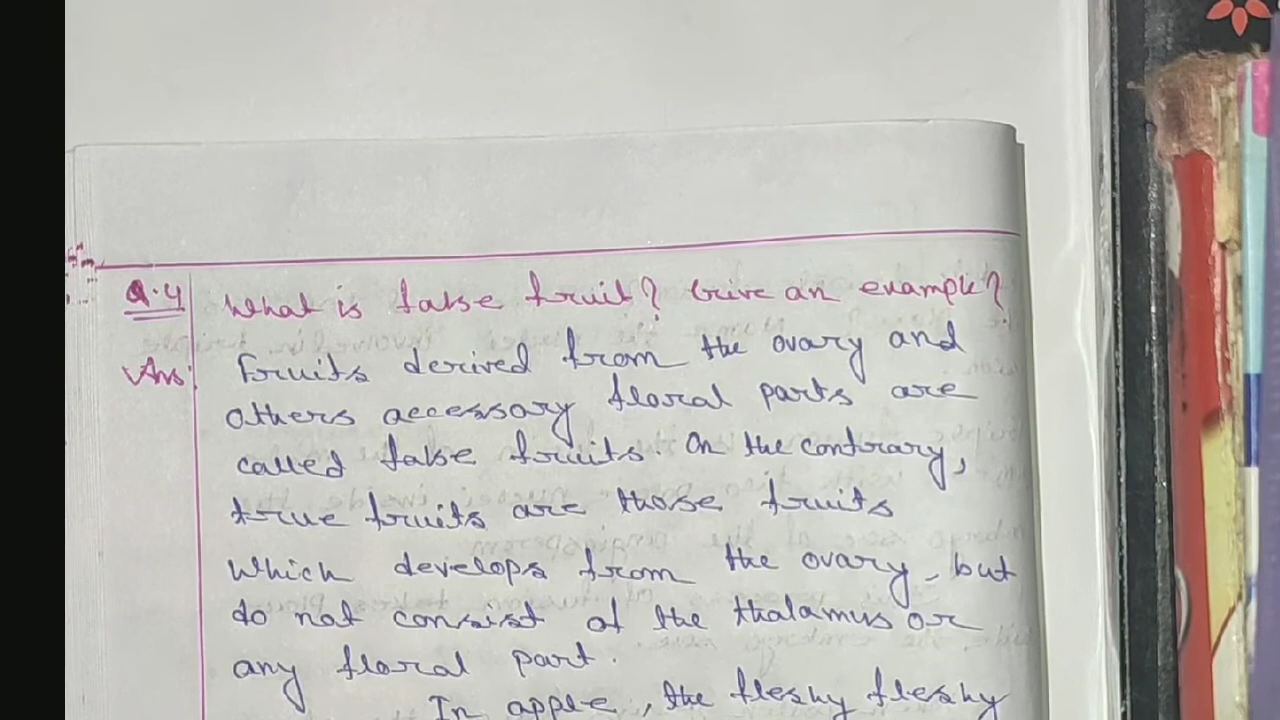 Q.4 What is false fruit? Give an example?
Ans: Fruits derived from the ovary and
others accessory floral parts are
called false fruits. On the contrary,
true fruits are those fruits
which develops from the ovary, but
do not consist of the thalamus or
any floral part.
In apple, the fleshy fleshy